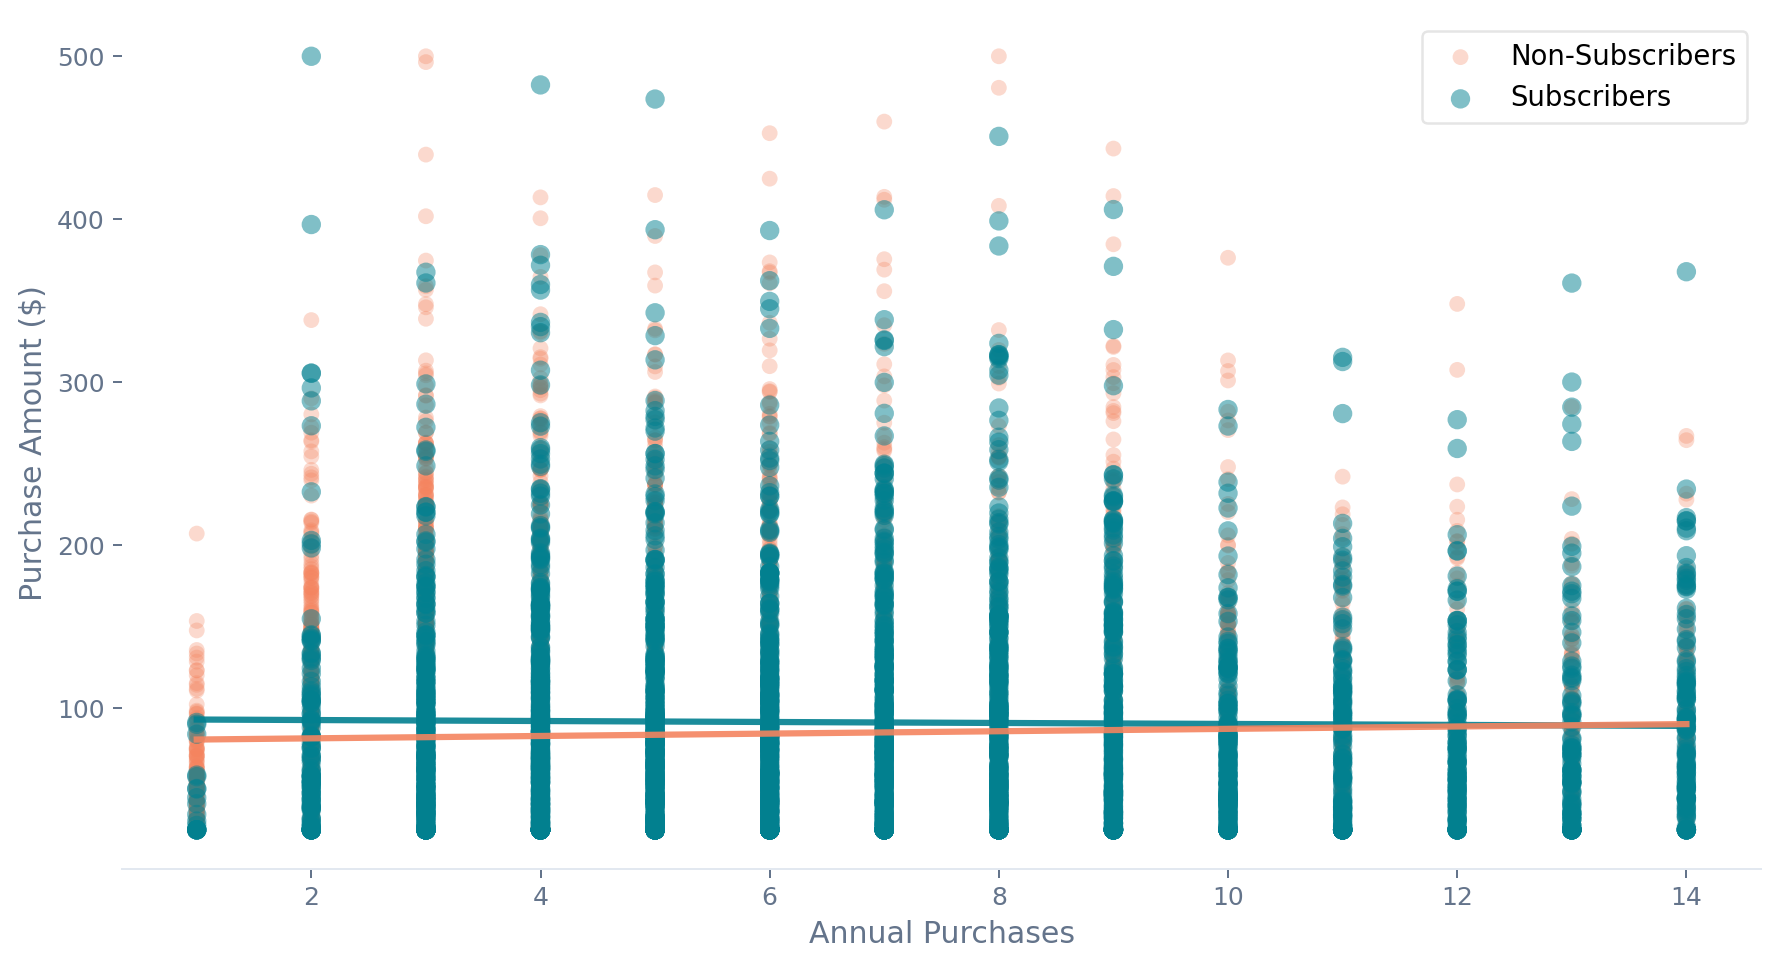 Non-Subscribers
Subscribers
500
400
300
200
100
Purchase Amount ($)
2 4 6 8 10 12 14
Annual Purchases